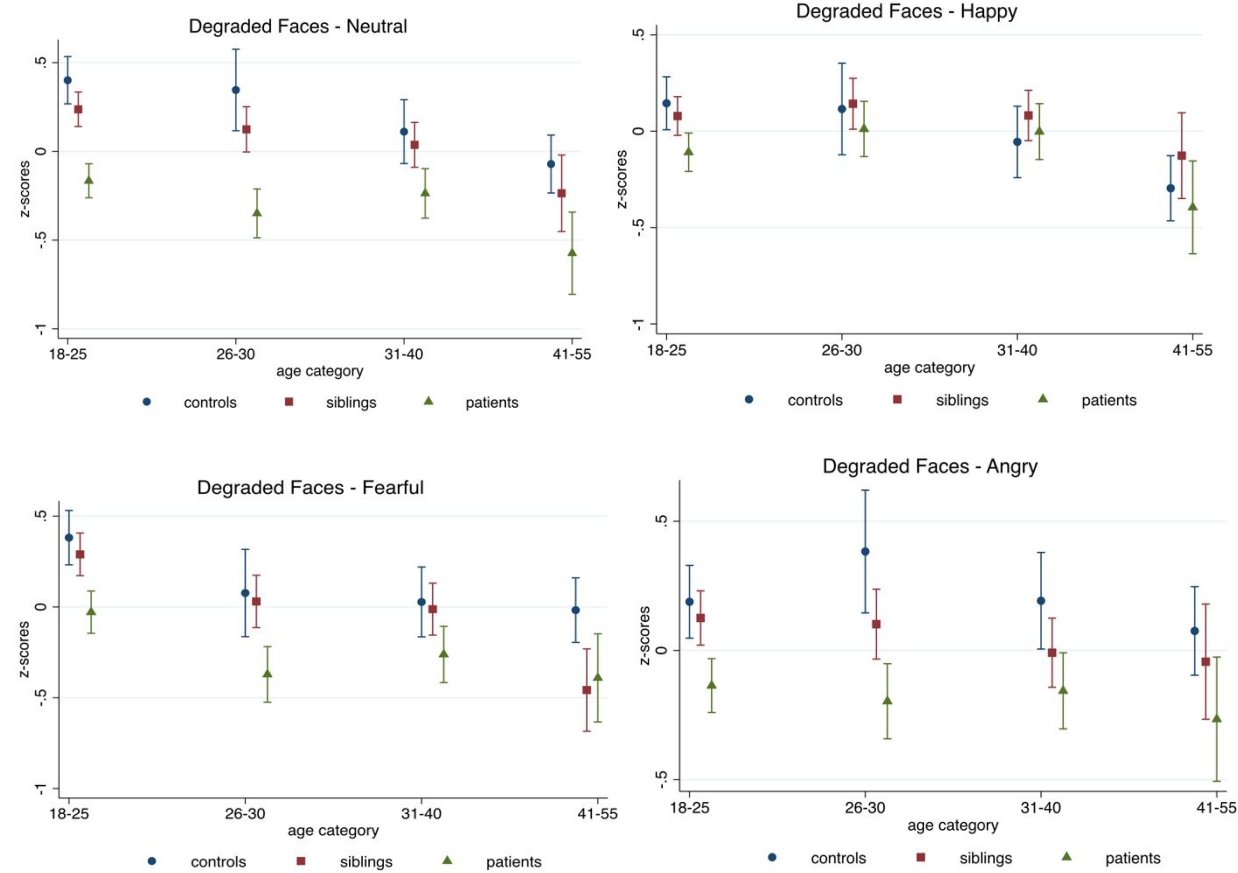 Degraded Faces - Neutral
.5
0
-.5
-1
z-scores
18-25 26-30 31-40 41-55
age category
controls siblings patients
Degraded Faces - Happy
.5
0
-.5
-1
z-scores
18-25 26-30 31-40 41-55
age category
controls siblings patients
Degraded Faces - Fearful
.5
0
-.5
-1
z-scores
18-25 26-30 31-40 41-55
age category
controls siblings patients
Degraded Faces - Angry
.5
0
-.5
z-scores
18-25 26-30 31-40 41-55
age category
controls siblings patients